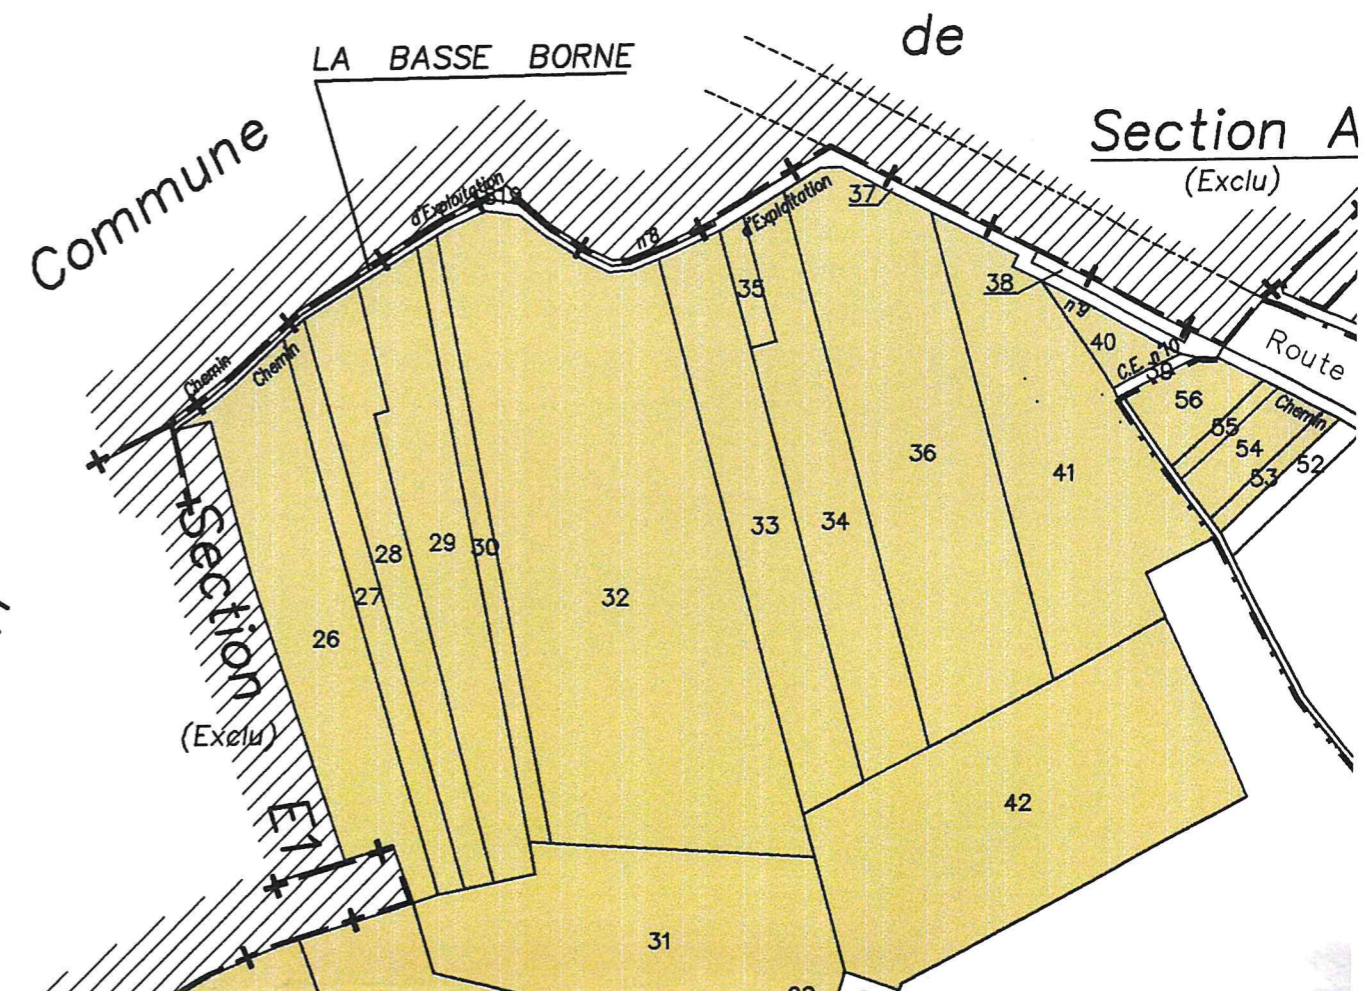 de
LA BASSE BORNE
Section A
(Exclu)
Commune
d'Exploitation
d'Exploitation
37
n°8
35
38
n°9
40
Route
C.E. n°10
39
Chemin
Chemin
56
Chemin
55
54
53
52
36
41
Section
33
34
29
30
28
27
32
26
(Exclu)
E1
42
31